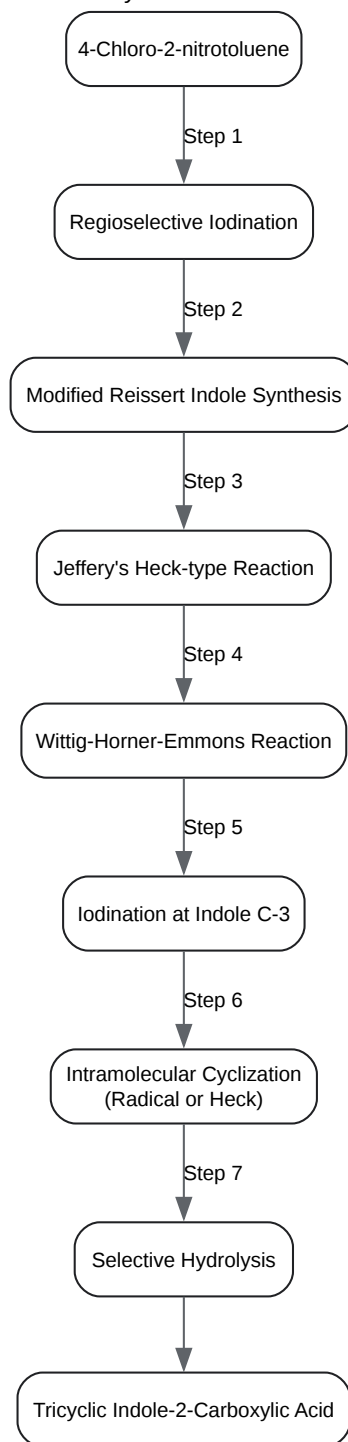 4-Chloro-2-nitrotoluene
Step 1
Regioselective Iodination
Step 2
Modified Reissert Indole Synthesis
Step 3
Jeffery's Heck-type Reaction
Step 4
Wittig-Horner-Emmons Reaction
Step 5
Iodination at Indole C-3
Step 6
Intramolecular Cyclization
(Radical or Heck)
Step 7
Selective Hydrolysis
Tricyclic Indole-2-Carboxylic Acid